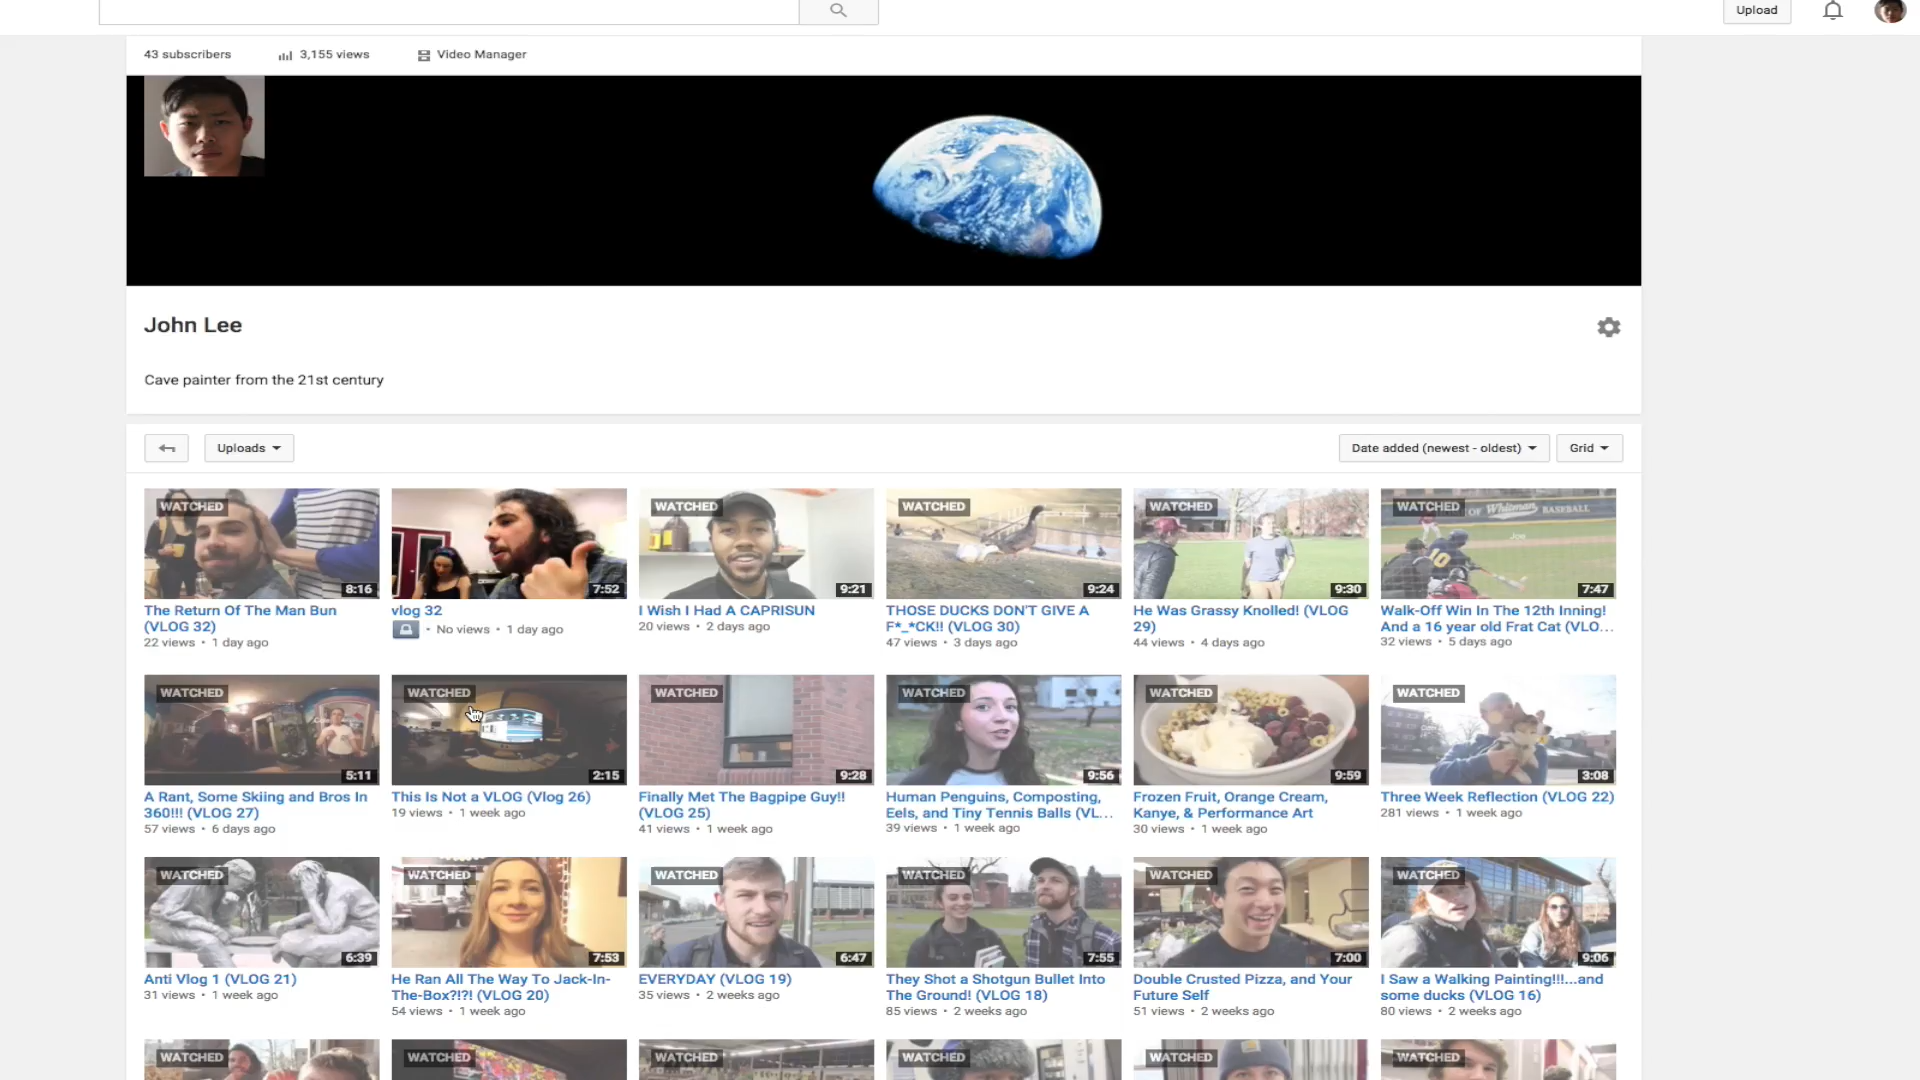 Upload
43 subscribers 3,155 views Video Manager
John Lee
Cave painter from the 21st century
Uploads Date added (newest - oldest) Grid
WATCHED
8:16
The Return Of The Man Bun
(VLOG 32)
22 views • 1 day ago
7:52
vlog 32
• No views • 1 day ago
WATCHED
9:21
I Wish I Had A CAPRISUN
20 views • 2 days ago
WATCHED
9:24
THOSE DUCKS DON'T GIVE A
F*_*CK!! (VLOG 30)
47 views • 3 days ago
WATCHED
9:30
He Was Grassy Knolled! (VLOG
29)
44 views • 4 days ago
WATCHED
OF Whitman BASEBALL
Joe
10
7:47
Walk-Off Win In The 12th Inning!
And a 16 year old Frat Cat (VLO...
32 views • 5 days ago
WATCHED
5:11
A Rant, Some Skiing and Bros In
360!!! (VLOG 27)
57 views • 6 days ago
WATCHED
2:15
This Is Not a VLOG (Vlog 26)
19 views • 1 week ago
WATCHED
9:28
Finally Met The Bagpipe Guy!!
(VLOG 25)
41 views • 1 week ago
WATCHED
9:56
Human Penguins, Composting,
Eels, and Tiny Tennis Balls (VL...
39 views • 1 week ago
WATCHED
9:59
Frozen Fruit, Orange Cream,
Kanye, & Performance Art
30 views • 1 week ago
WATCHED
3:08
Three Week Reflection (VLOG 22)
281 views • 1 week ago
WATCHED
6:39
Anti Vlog 1 (VLOG 21)
31 views • 1 week ago
WATCHED
7:53
He Ran All The Way To Jack-In-
The-Box?!?! (VLOG 20)
54 views • 1 week ago
WATCHED
6:47
EVERYDAY (VLOG 19)
35 views • 2 weeks ago
WATCHED
7:55
They Shot a Shotgun Bullet Into
The Ground! (VLOG 18)
85 views • 2 weeks ago
WATCHED
7:00
Double Crusted Pizza, and Your
Future Self
51 views • 2 weeks ago
WATCHED
9:06
I Saw a Walking Painting!!!...and
some ducks (VLOG 16)
80 views • 2 weeks ago
WATCHED
WATCHED
WATCHED
WATCHED
WATCHED
WATCHED